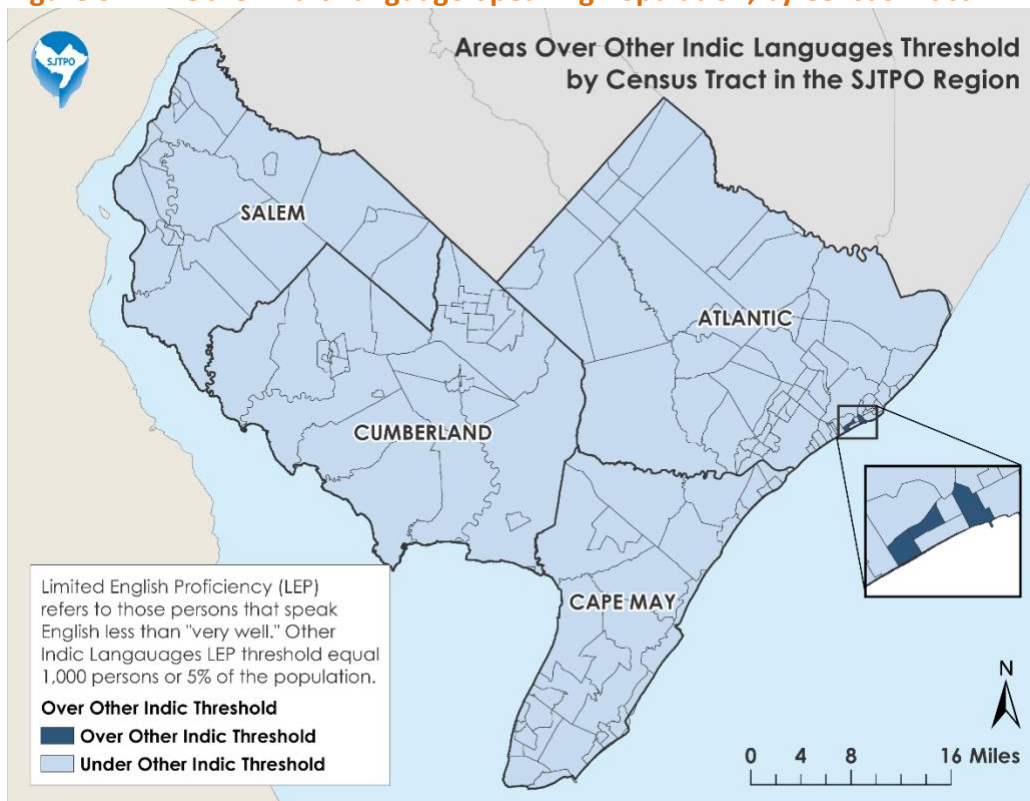 Areas Over Other Indic Languages Threshold
by Census Tract in the SJTPO Region
SJTPO
SALEM
ATLANTIC
CUMBERLAND
CAPE MAY
Limited English Proficiency (LEP)
refers to those persons that speak
English less than "very well." Other
Indic Langauages LEP threshold equal
1,000 persons or 5% of the population.
Over Other Indic Threshold
Over Other Indic Threshold
Under Other Indic Threshold
N
0 4 8 16 Miles